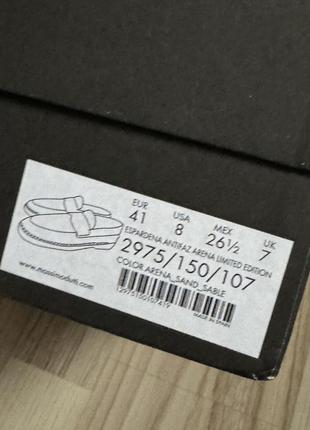 EUR USA MEX UK
41 8 26½ 7
ESPARDENA ANTIFAZ ARENA LIMITED EDITION
2975/150/107
COLOR ARENA_SAND_SABLE
12975150107419
MADE IN SPAIN
www.massimodutti.com